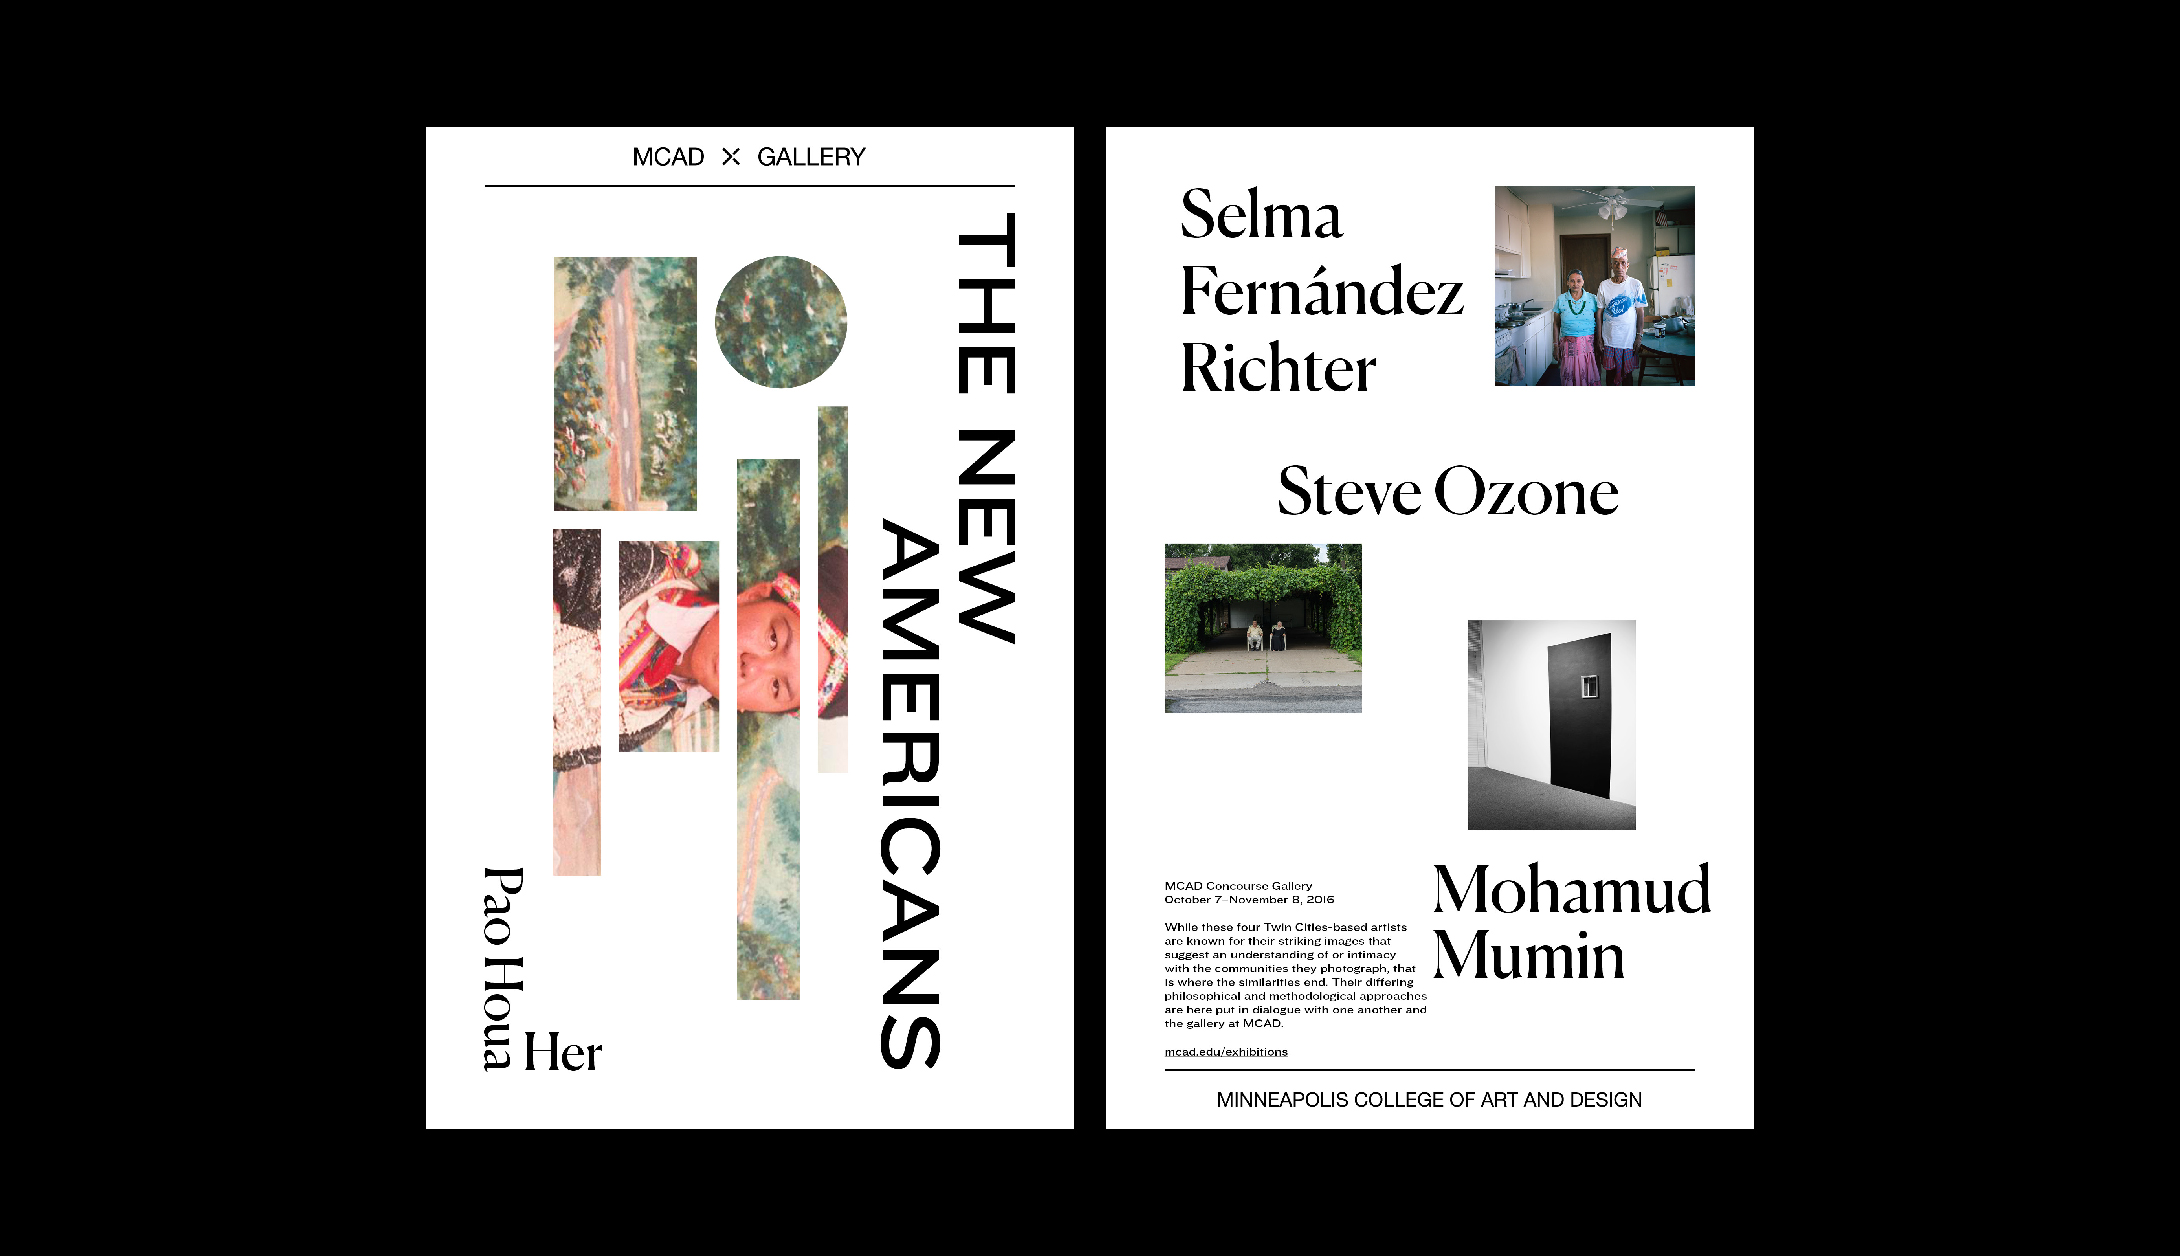 MCAD X GALLERY
THE NEW
AMERICANS
Pao Houa
Her
Selma
Fernández
Richter
Steve Ozone
Mohamud
Mumin
MCAD Concourse Gallery
October 7–November 8, 2016
While these four Twin Cities-based artists
are known for their striking images that
suggest an understanding of or intimacy
with the communities they photograph, that
is where the similarities end. Their differing
philosophical and methodological approaches
are here put in dialogue with one another and
the gallery at MCAD.
mcad.edu/exhibitions
MINNEAPOLIS COLLEGE OF ART AND DESIGN